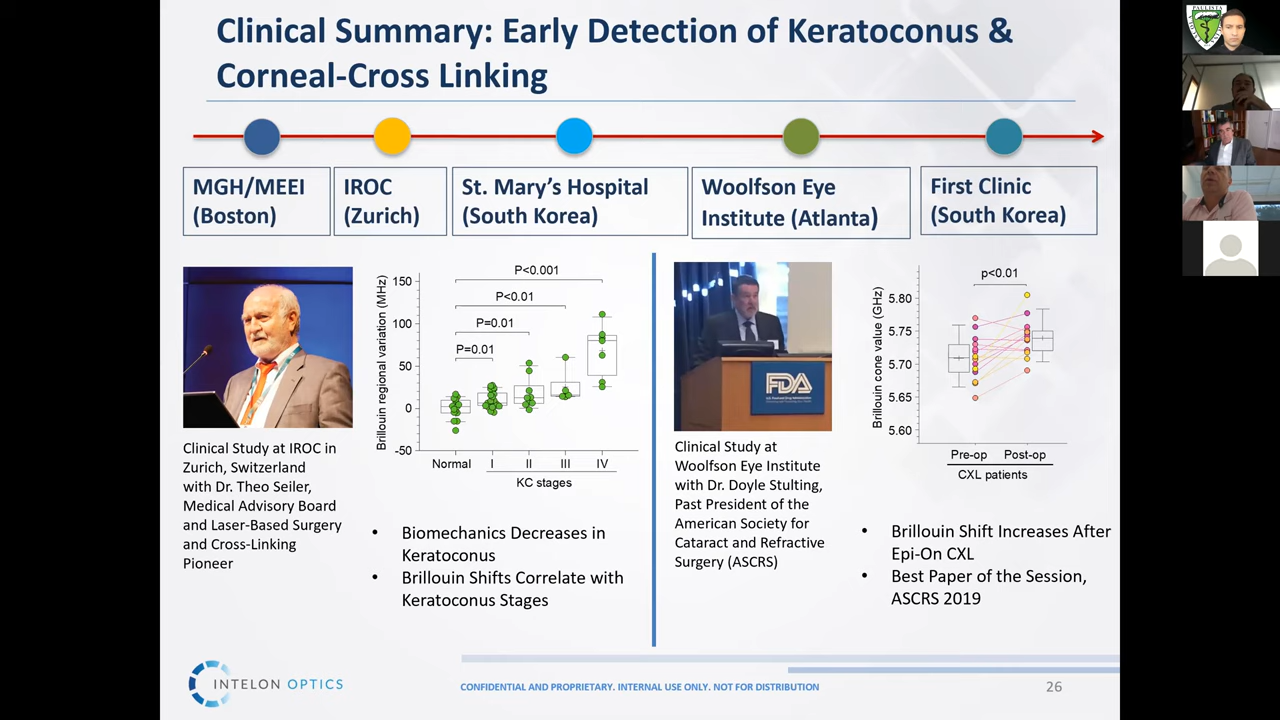 Clinical Summary: Early Detection of Keratoconus &
Corneal-Cross Linking
MGH/MEEI
(Boston)
IROC
(Zurich)
St. Mary's Hospital
(South Korea)
Woolfson Eye
Institute (Atlanta)
First Clinic
(South Korea)
Clinical Study at IROC in
Zurich, Switzerland
with Dr. Theo Seiler,
Medical Advisory Board
and Laser-Based Surgery
and Cross-Linking
Pioneer
Brillouin regional variation (MHz)
150
100
50
0
-50
P<0.001
P<0.01
P=0.01
P=0.01
Normal I II III IV
KC stages
• Biomechanics Decreases in
Keratoconus
• Brillouin Shifts Correlate with
Keratoconus Stages
FDA
Clinical Study at
Woolfson Eye Institute
with Dr. Doyle Stulting,
Past President of the
American Society for
Cataract and Refractive
Surgery (ASCRS)
Brillouin cone value (GHz)
5.80
5.75
5.70
5.65
5.60
p<0.01
Pre-op Post-op
CXL patients
• Brillouin Shift Increases After
Epi-On CXL
• Best Paper of the Session,
ASCRS 2019
INTELON OPTICS
CONFIDENTIAL AND PROPRIETARY. INTERNAL USE ONLY. NOT FOR DISTRIBUTION
26